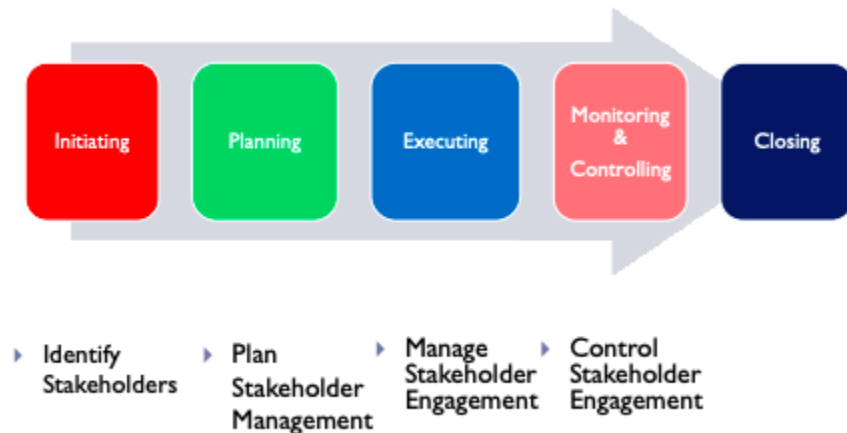 Initiating
Planning
Executing
Monitoring
&
Controlling
Closing
Identify
Stakeholders
Plan
Stakeholder
Management
Manage
Stakeholder
Engagement
Control
Stakeholder
Engagement